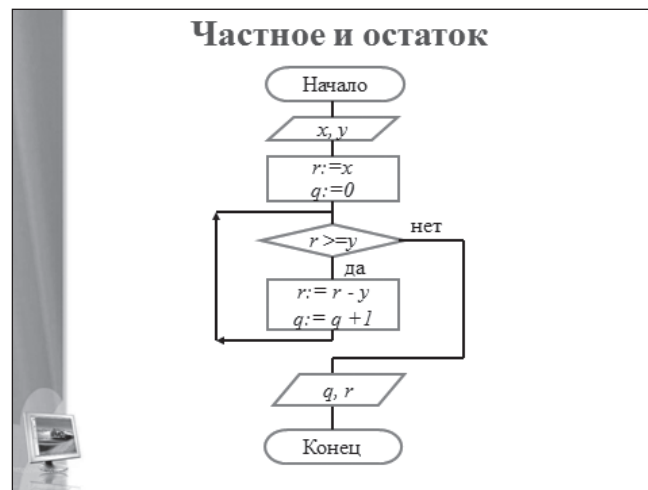 Частное и остаток
Начало
x, y
r:=x
q:=0
r >=y
нет
да
r:= r - y
q:= q +1
q, r
Конец